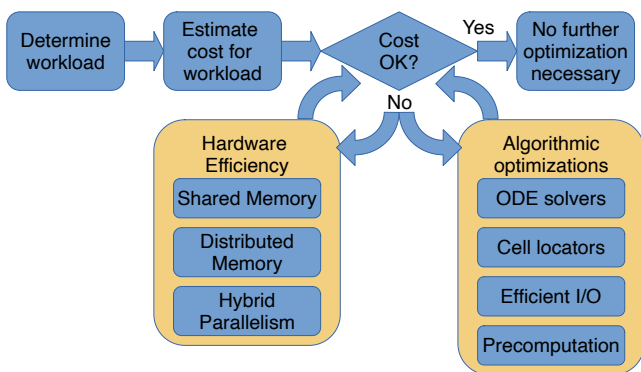 Determine
workload
Estimate
cost for
workload
Cost
OK?
Yes
No further
optimization
necessary
No
Hardware
Efficiency
Shared Memory
Distributed
Memory
Hybrid
Parallelism
Algorithmic
optimizations
ODE solvers
Cell locators
Efficient I/O
Precomputation